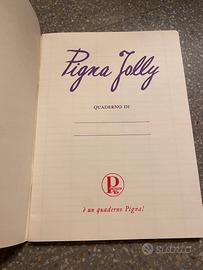 Pigna Jolly
QUADERNO DI
è un quaderno Pigna!
subito